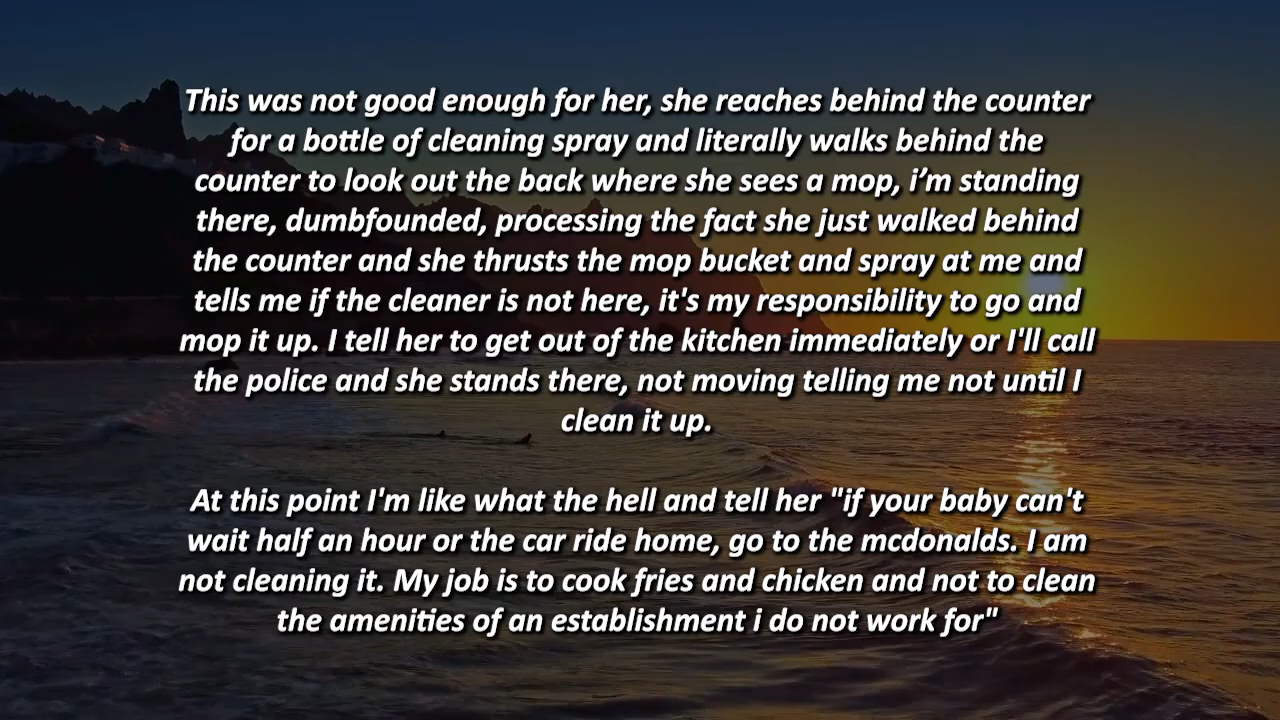 This was not good enough for her, she reaches behind the counter
for a bottle of cleaning spray and literally walks behind the
counter to look out the back where she sees a mop, i’m standing
there, dumbfounded, processing the fact she just walked behind
the counter and she thrusts the mop bucket and spray at me and
tells me if the cleaner is not here, it's my responsibility to go and
mop it up. I tell her to get out of the kitchen immediately or I'll call
the police and she stands there, not moving telling me not until I
clean it up.
At this point I'm like what the hell and tell her "if your baby can't
wait half an hour or the car ride home, go to the mcdonalds. I am
not cleaning it. My job is to cook fries and chicken and not to clean
the amenities of an establishment i do not work for"